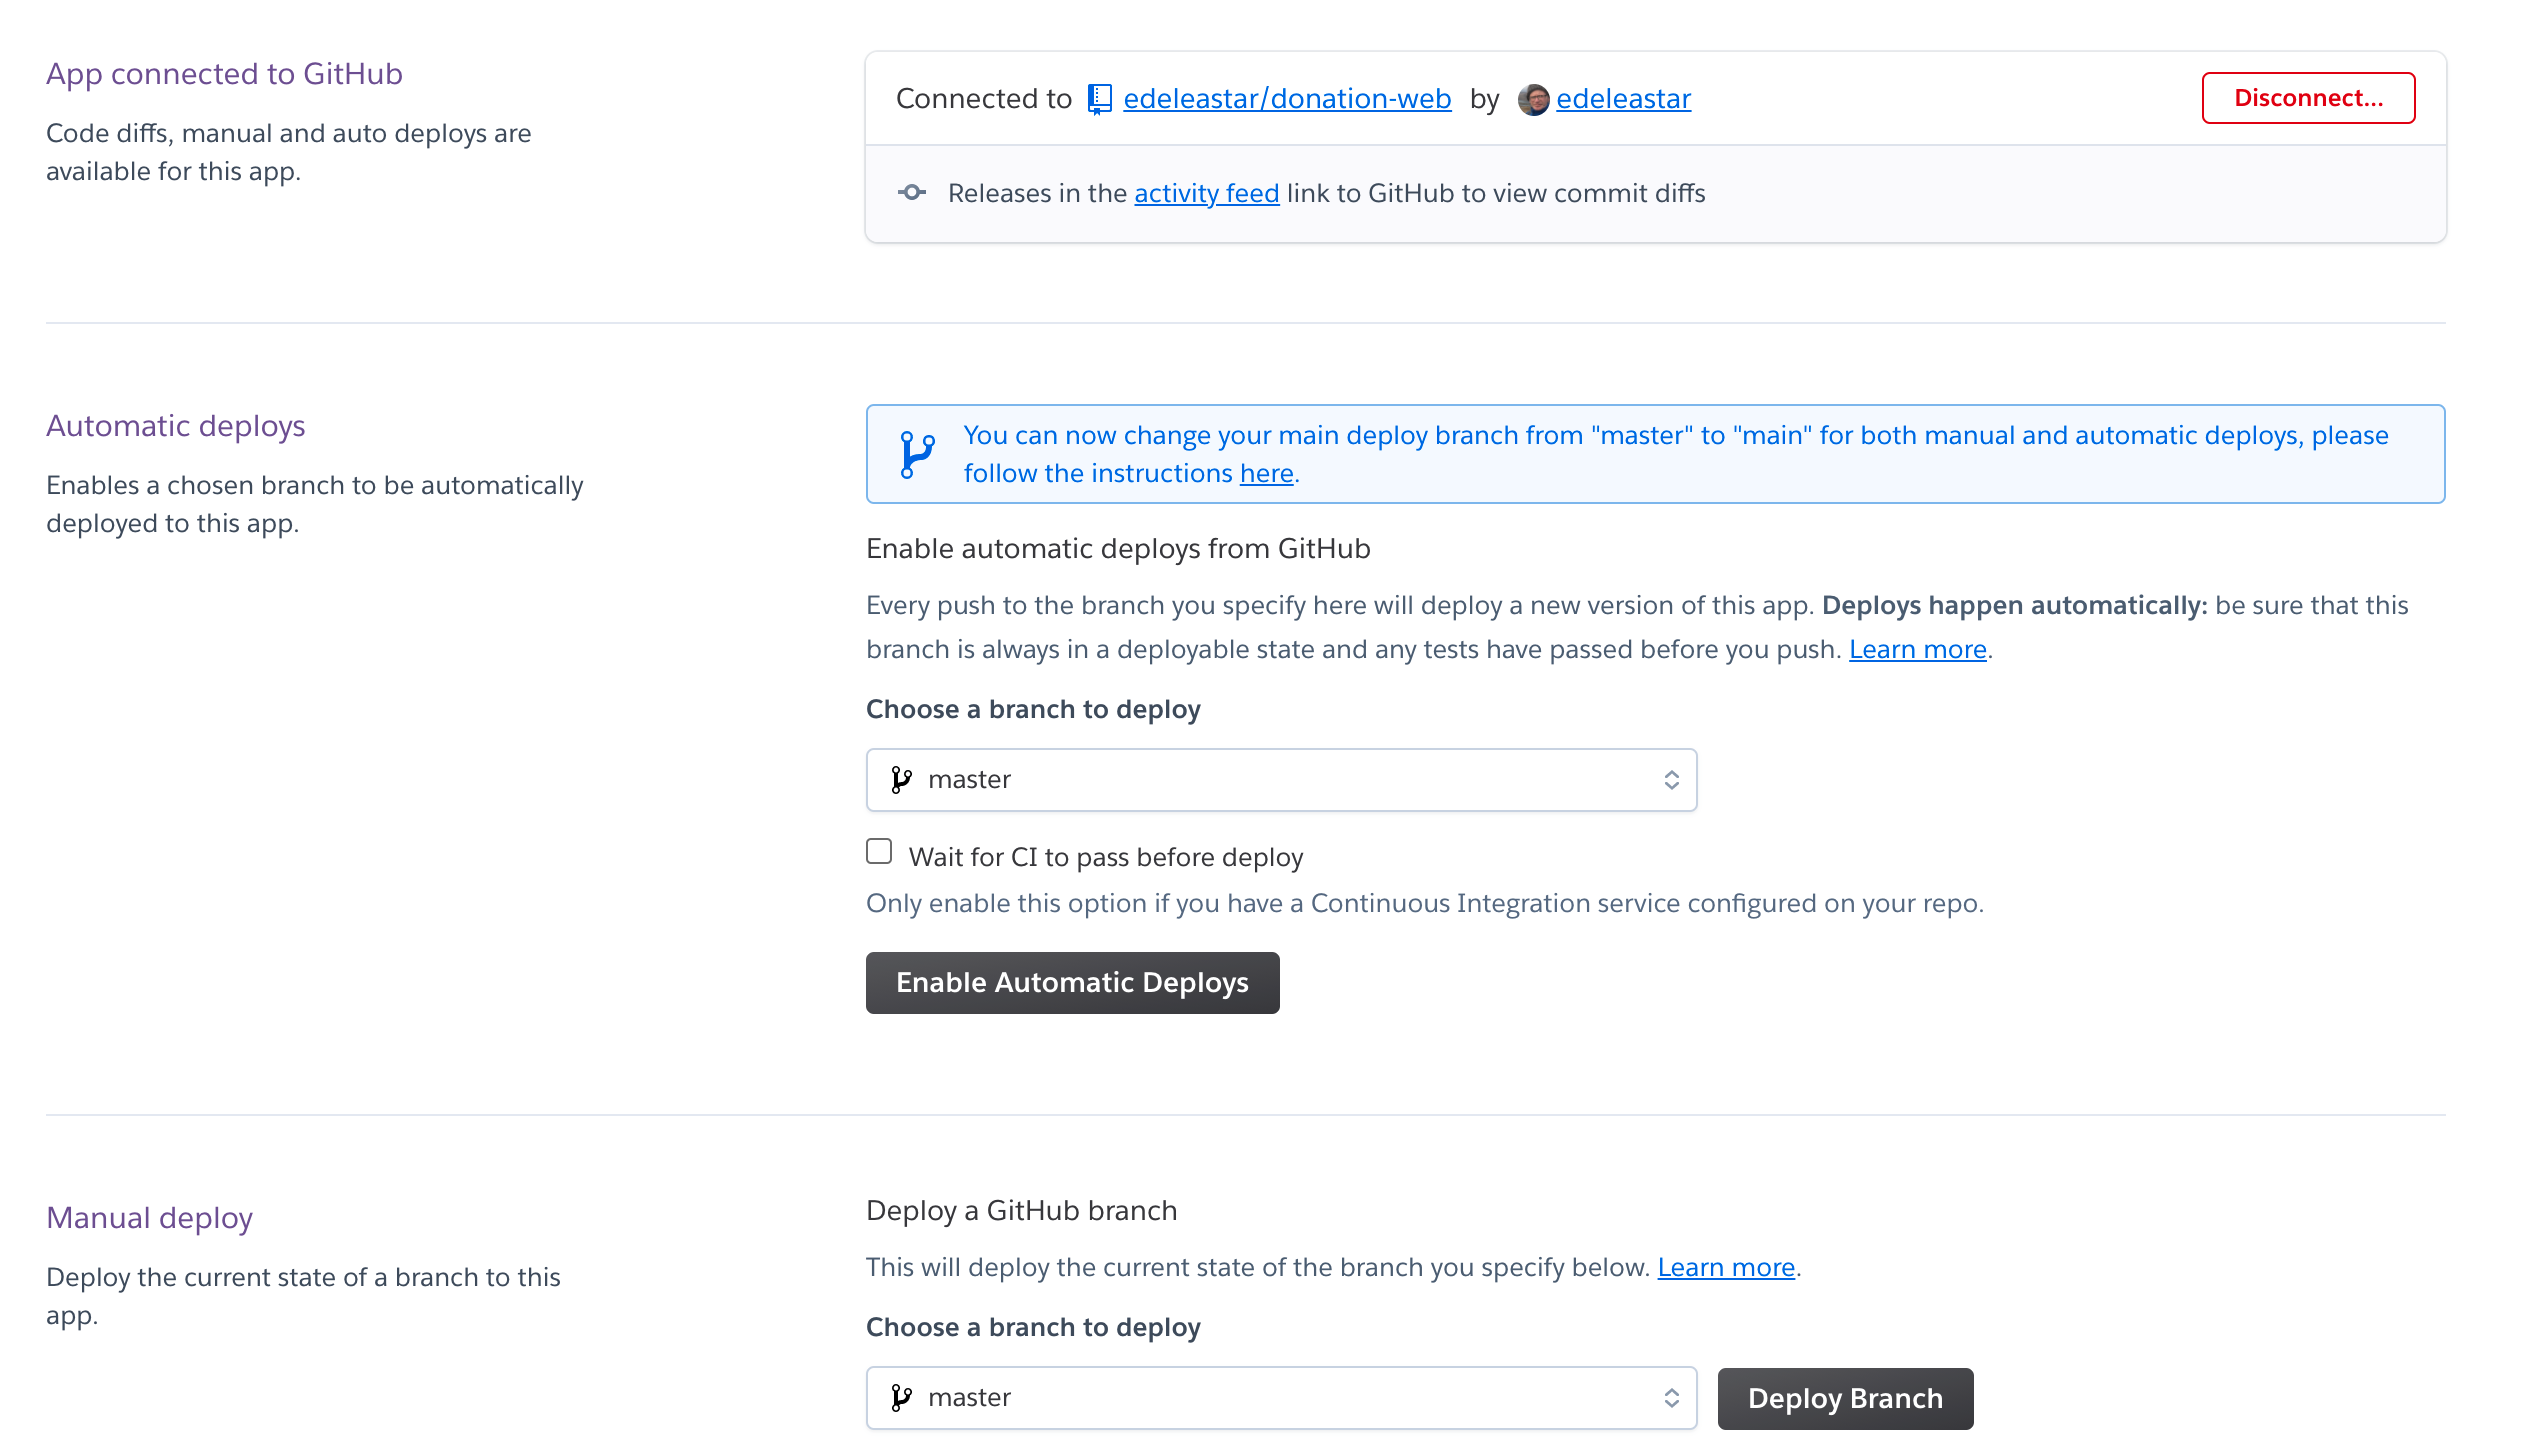 App connected to GitHub
Code diffs, manual and auto deploys are
available for this app.
Connected to edeleastar/donation-web by edeleastar
Disconnect...
Releases in the activity feed link to GitHub to view commit diffs
Automatic deploys
Enables a chosen branch to be automatically
deployed to this app.
You can now change your main deploy branch from "master" to "main" for both manual and automatic deploys, please
follow the instructions here.
Enable automatic deploys from GitHub
Every push to the branch you specify here will deploy a new version of this app. Deploys happen automatically: be sure that this
branch is always in a deployable state and any tests have passed before you push. Learn more.
Choose a branch to deploy
master
Wait for CI to pass before deploy
Only enable this option if you have a Continuous Integration service configured on your repo.
Enable Automatic Deploys
Manual deploy
Deploy the current state of a branch to this
app.
Deploy a GitHub branch
This will deploy the current state of the branch you specify below. Learn more.
Choose a branch to deploy
master
Deploy Branch